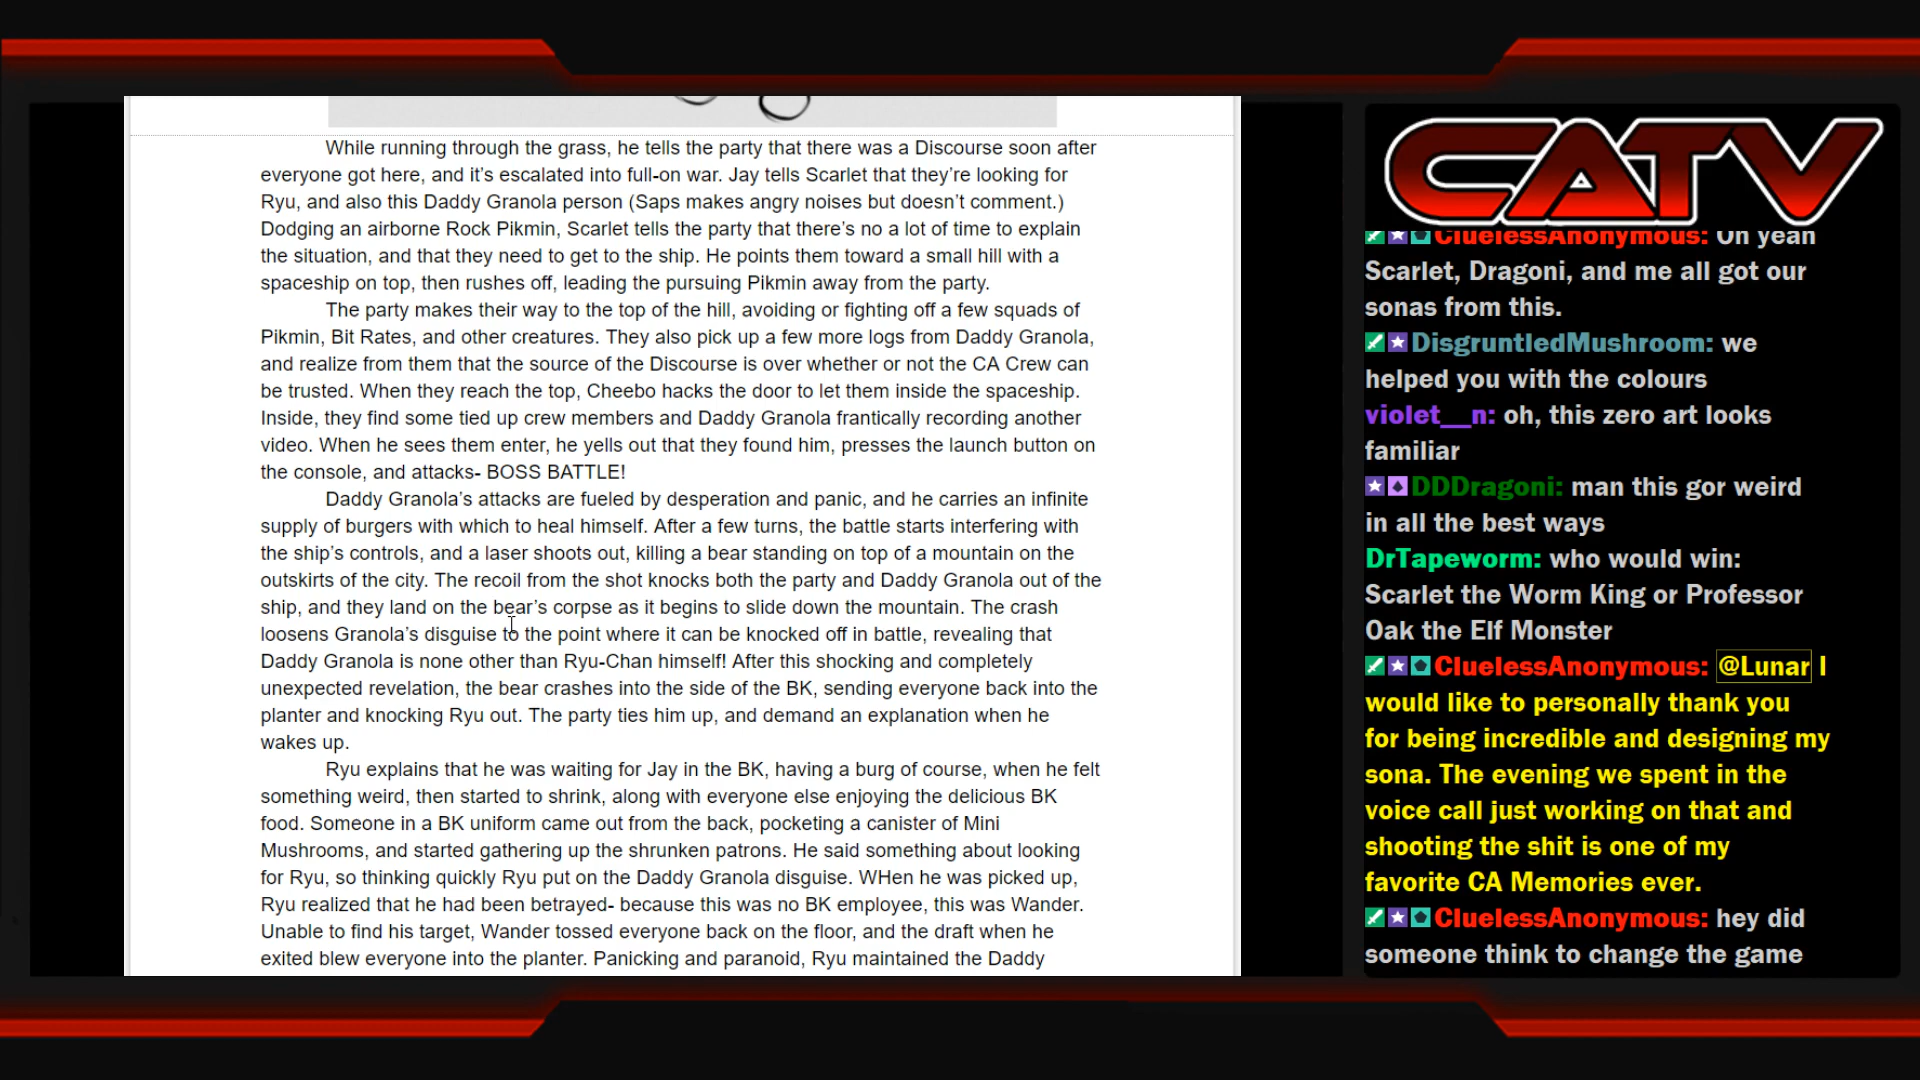 While running through the grass, he tells the party that there was a Discourse soon after
everyone got here, and it's escalated into full-on war. Jay tells Scarlet that they're looking for
Ryu, and also this Daddy Granola person (Saps makes angry noises but doesn't comment.)
Dodging an airborne Rock Pikmin, Scarlet tells the party that there's no a lot of time to explain
the situation, and that they need to get to the ship. He points them toward a small hill with a
spaceship on top, then rushes off, leading the pursuing Pikmin away from the party.
The party makes their way to the top of the hill, avoiding or fighting off a few squads of
Pikmin, Bit Rates, and other creatures. They also pick up a few more logs from Daddy Granola,
and realize from them that the source of the Discourse is over whether or not the CA Crew can
be trusted. When they reach the top, Cheebo hacks the door to let them inside the spaceship.
Inside, they find some tied up crew members and Daddy Granola frantically recording another
video. When he sees them enter, he yells out that they found him, presses the launch button on
the console, and attacks- BOSS BATTLE!
Daddy Granola's attacks are fueled by desperation and panic, and he carries an infinite
supply of burgers with which to heal himself. After a few turns, the battle starts interfering with
the ship's controls, and a laser shoots out, killing a bear standing on top of a mountain on the
outskirts of the city. The recoil from the shot knocks both the party and Daddy Granola out of the
ship, and they land on the bear's corpse as it begins to slide down the mountain. The crash
loosens Granola's disguise to the point where it can be knocked off in battle, revealing that
Daddy Granola is none other than Ryu-Chan himself! After this shocking and completely
unexpected revelation, the bear crashes into the side of the BK, sending everyone back into the
planter and knocking Ryu out. The party ties him up, and demand an explanation when he
wakes up.
Ryu explains that he was waiting for Jay in the BK, having a burg of course, when he felt
something weird, then started to shrink, along with everyone else enjoying the delicious BK
food. Someone in a BK uniform came out from the back, pocketing a canister of Mini
Mushrooms, and started gathering up the shrunken patrons. He said something about looking
for Ryu, so thinking quickly Ryu put on the Daddy Granola disguise. WHen he was picked up,
Ryu realized that he had been betrayed- because this was no BK employee, this was Wander.
Unable to find his target, Wander tossed everyone back on the floor, and the draft when he
exited blew everyone into the planter. Panicking and paranoid, Ryu maintained the Daddy
CATV
CluelessAnonymous: Oh yeah
Scarlet, Dragoni, and me all got our
sonas from this.
DisgruntledMushroom: we
helped you with the colours
violet__n: oh, this zero art looks
familiar
DDDragoni: man this gor weird
in all the best ways
DrTapeworm: who would win:
Scarlet the Worm King or Professor
Oak the Elf Monster
CluelessAnonymous: @Lunar I
would like to personally thank you
for being incredible and designing my
sona. The evening we spent in the
voice call just working on that and
shooting the shit is one of my
favorite CA Memories ever.
CluelessAnonymous: hey did
someone think to change the game